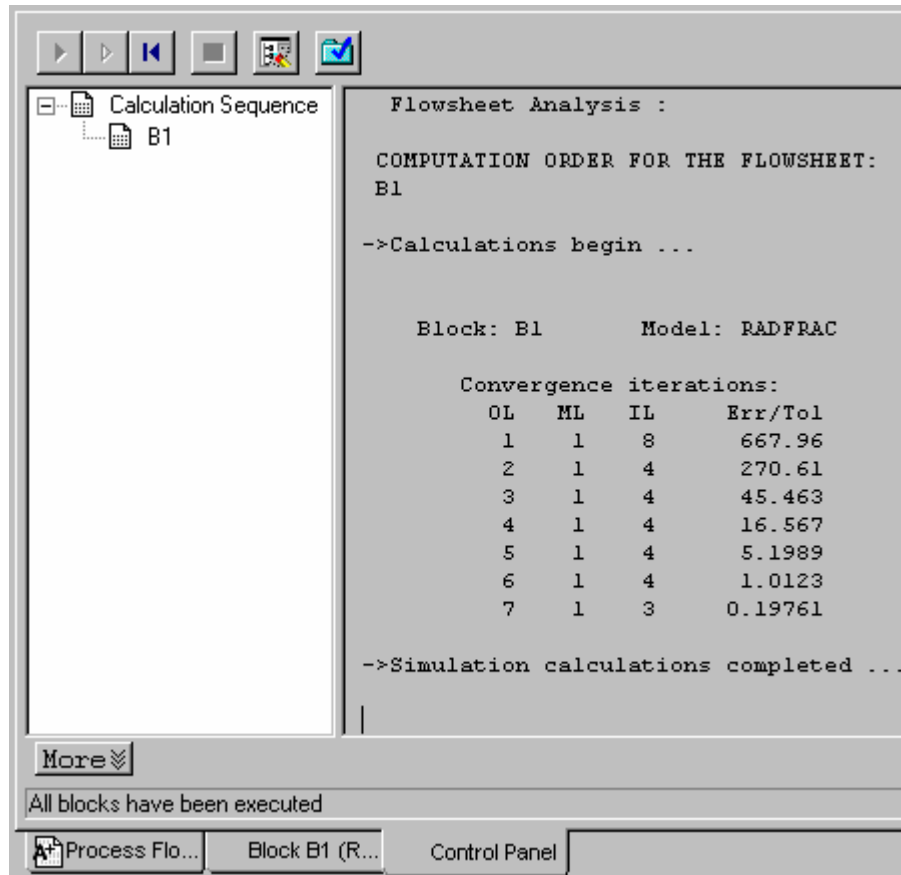 Calculation Sequence
B1
Flowsheet Analysis :
COMPUTATION ORDER FOR THE FLOWSHEET:
B1
->Calculations begin ...
Block: B1 Model: RADFRAC
Convergence iterations:
OL ML IL Err/Tol
1 1 8 667.96
2 1 4 270.61
3 1 4 45.463
4 1 4 16.567
5 1 4 5.1989
6 1 4 1.0123
7 1 3 0.19761
->Simulation calculations completed ...
More
All blocks have been executed
A+ Process Flo... Block B1 (R... Control Panel